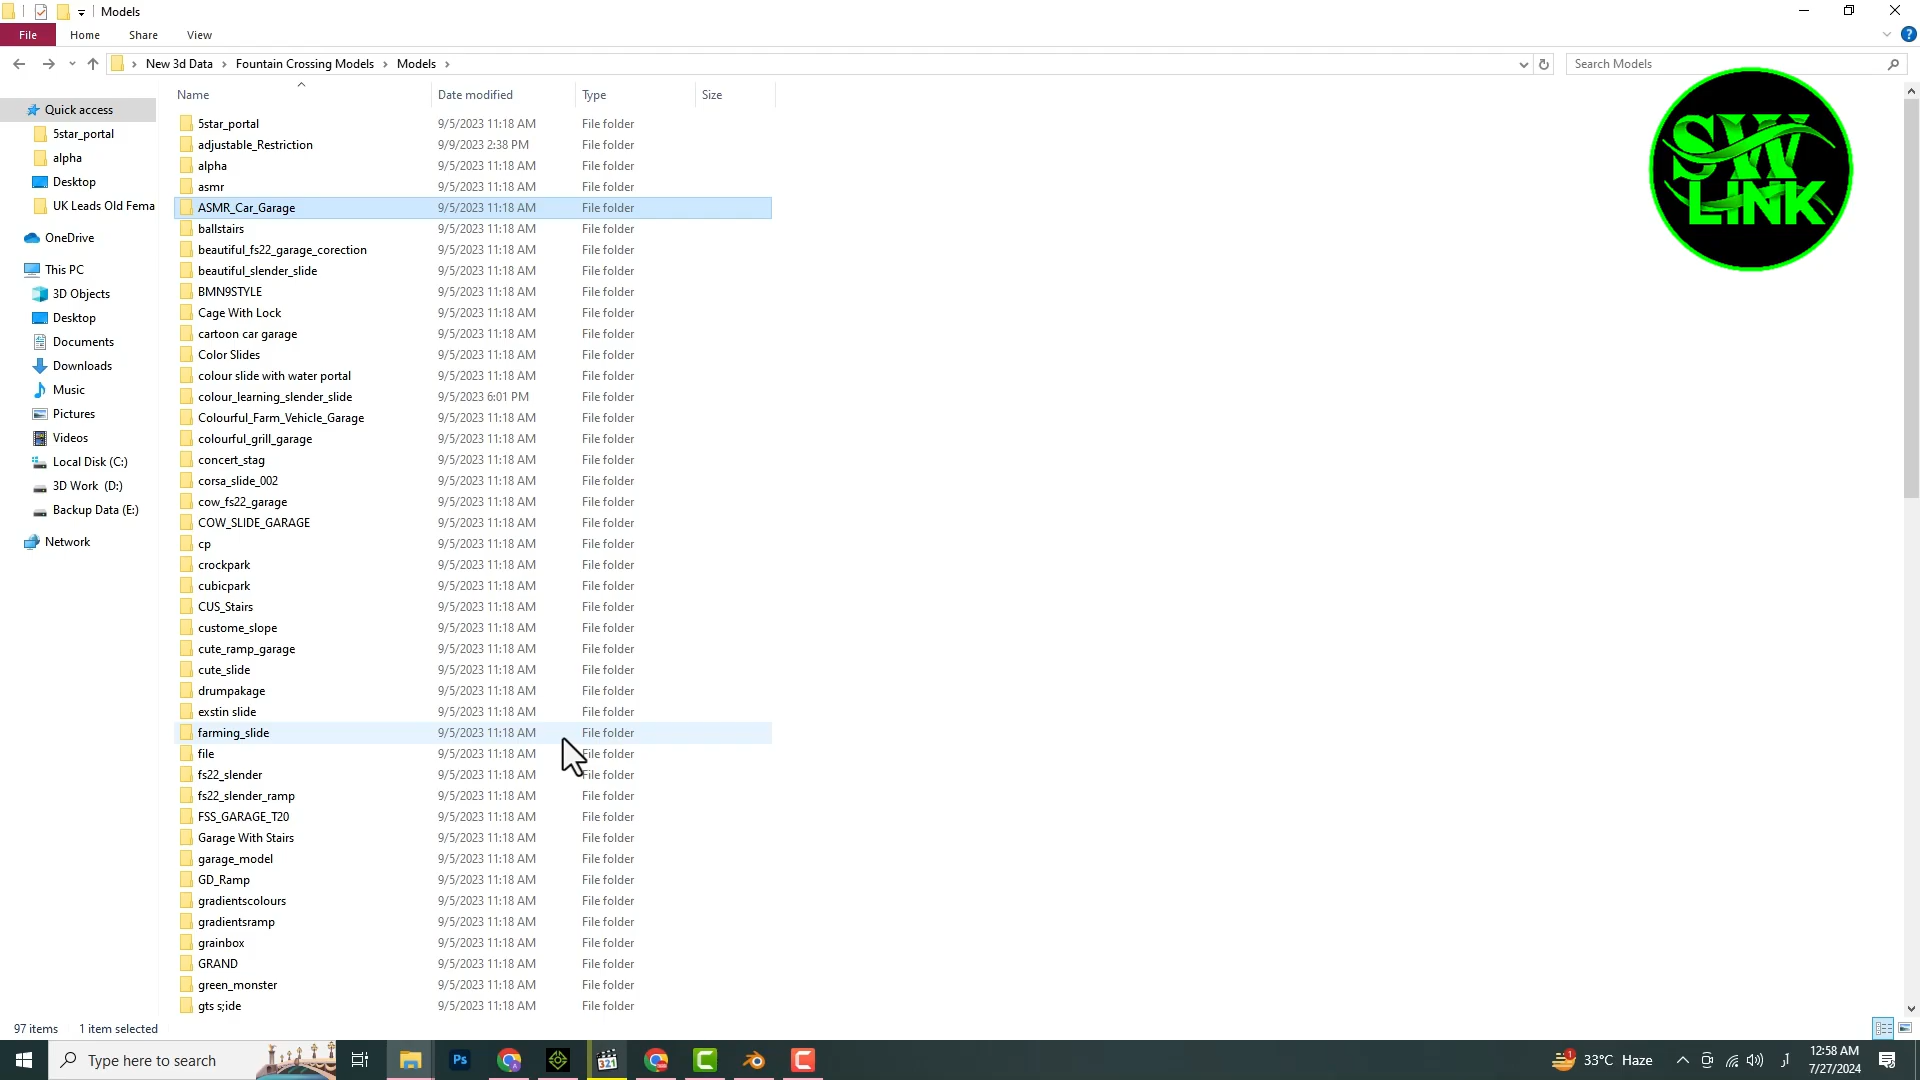 Models
File Home Share View
New 3d Data Fountain Crossing Models Models Search Models
Name Date modified Type Size
Quick access
5star_portal
alpha
Desktop
UK Leads Old Fema
OneDrive
This PC
3D Objects
Desktop
Documents
Downloads
Music
Pictures
Videos
Local Disk (C:)
3D Work (D:)
Backup Data (E:)
Network
5star_portal 9/5/2023 11:18 AM File folder
adjustable_Restriction 9/9/2023 2:38 PM File folder
alpha 9/5/2023 11:18 AM File folder
asmr 9/5/2023 11:18 AM File folder
ASMR_Car_Garage 9/5/2023 11:18 AM File folder
ballstairs 9/5/2023 11:18 AM File folder
beautiful_fs22_garage_corection 9/5/2023 11:18 AM File folder
beautiful_slender_slide 9/5/2023 11:18 AM File folder
BMN9STYLE 9/5/2023 11:18 AM File folder
Cage With Lock 9/5/2023 11:18 AM File folder
cartoon car garage 9/5/2023 11:18 AM File folder
Color Slides 9/5/2023 11:18 AM File folder
colour slide with water portal 9/5/2023 11:18 AM File folder
colour_learning_slender_slide 9/5/2023 6:01 PM File folder
Colourful_Farm_Vehicle_Garage 9/5/2023 11:18 AM File folder
colourful_grill_garage 9/5/2023 11:18 AM File folder
concert_stag 9/5/2023 11:18 AM File folder
corsa_slide_002 9/5/2023 11:18 AM File folder
cow_fs22_garage 9/5/2023 11:18 AM File folder
COW_SLIDE_GARAGE 9/5/2023 11:18 AM File folder
cp 9/5/2023 11:18 AM File folder
crockpark 9/5/2023 11:18 AM File folder
cubicpark 9/5/2023 11:18 AM File folder
CUS_Stairs 9/5/2023 11:18 AM File folder
custome_slope 9/5/2023 11:18 AM File folder
cute_ramp_garage 9/5/2023 11:18 AM File folder
cute_slide 9/5/2023 11:18 AM File folder
drumpakage 9/5/2023 11:18 AM File folder
exstin slide 9/5/2023 11:18 AM File folder
farming_slide 9/5/2023 11:18 AM File folder
file 9/5/2023 11:18 AM File folder
fs22_slender 9/5/2023 11:18 AM File folder
fs22_slender_ramp 9/5/2023 11:18 AM File folder
FSS_GARAGE_T20 9/5/2023 11:18 AM File folder
Garage With Stairs 9/5/2023 11:18 AM File folder
garage_model 9/5/2023 11:18 AM File folder
GD_Ramp 9/5/2023 11:18 AM File folder
gradientscolours 9/5/2023 11:18 AM File folder
gradientsramp 9/5/2023 11:18 AM File folder
grainbox 9/5/2023 11:18 AM File folder
GRAND 9/5/2023 11:18 AM File folder
green_monster 9/5/2023 11:18 AM File folder
gts s;ide 9/5/2023 11:18 AM File folder
SW
LINK
97 items 1 item selected
Type here to search
Ps
321
1
33°C Haze
12:58 AM
7/27/2024